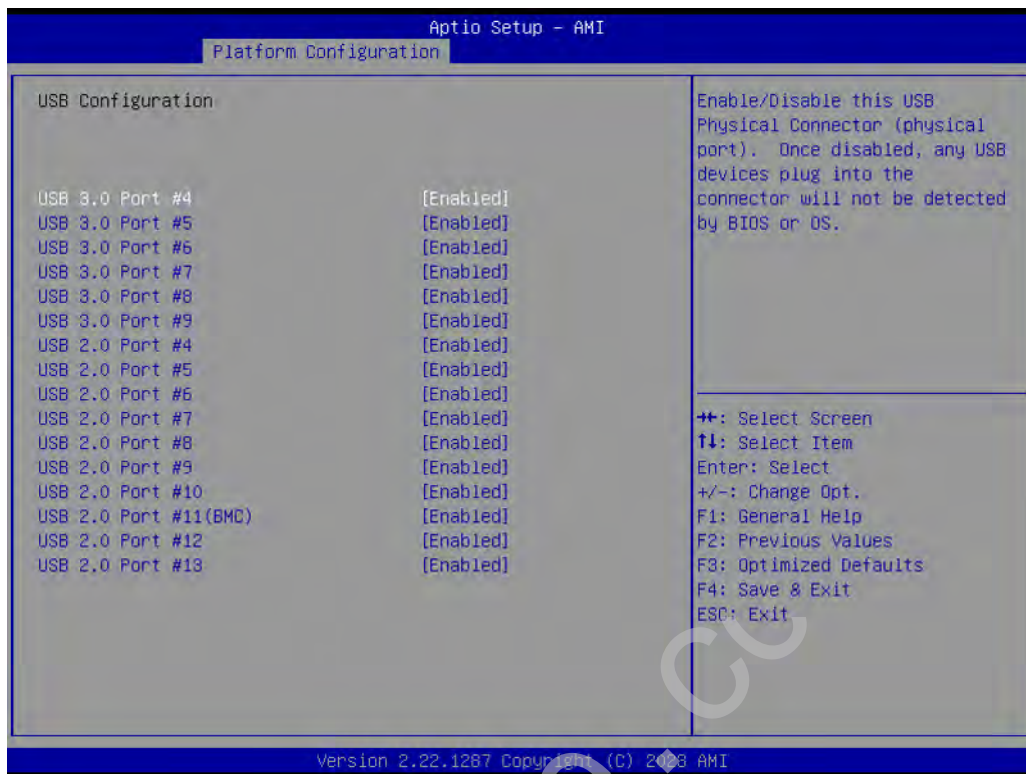 Aptio Setup – AMI
Platform Configuration
USB Configuration
USB 3.0 Port #4 [Enabled]
USB 3.0 Port #5 [Enabled]
USB 3.0 Port #6 [Enabled]
USB 3.0 Port #7 [Enabled]
USB 3.0 Port #8 [Enabled]
USB 3.0 Port #9 [Enabled]
USB 2.0 Port #4 [Enabled]
USB 2.0 Port #5 [Enabled]
USB 2.0 Port #6 [Enabled]
USB 2.0 Port #7 [Enabled]
USB 2.0 Port #8 [Enabled]
USB 2.0 Port #9 [Enabled]
USB 2.0 Port #10 [Enabled]
USB 2.0 Port #11(BMC) [Enabled]
USB 2.0 Port #12 [Enabled]
USB 2.0 Port #13 [Enabled]
Enable/Disable this USB
Physical Connector (physical
port). Once disabled, any USB
devices plug into the
connector will not be detected
by BIOS or OS.
→←: Select Screen
↑↓: Select Item
Enter: Select
+/-: Change Opt.
F1: General Help
F2: Previous Values
F3: Optimized Defaults
F4: Save & Exit
ESC: Exit
Version 2.22.1287 Copyright (C) AMI